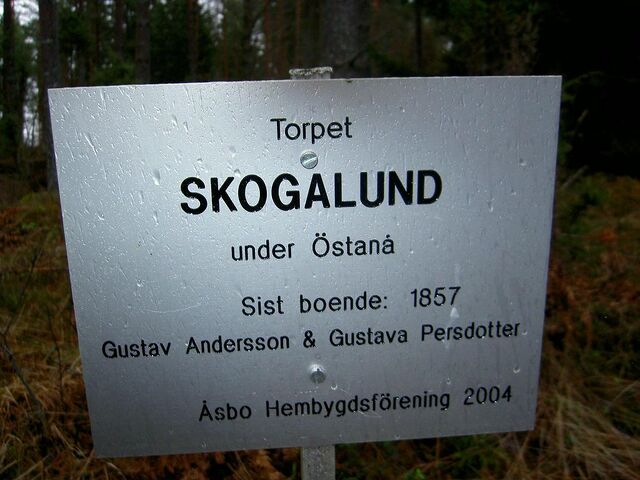 Torpet
SKOGALUND
under Östanå
Sist boende: 1857
Gustav Andersson & Gustava Persdotter
Åsbo Hembygdsförening 2004